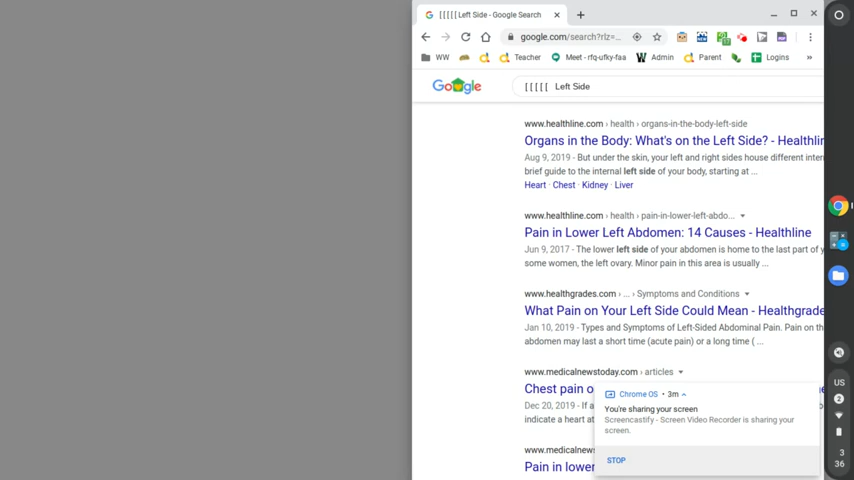 [ [ [ [ [ Left Side - Google Search
google.com/search?rlz=...
WW
Teacher
Meet - rfq-ufky-faa
Admin
Parent
Logins
»
Google
[ [ [ [ [ Left Side
www.healthline.com › health › organs-in-the-body-left-side
Organs in the Body: What's on the Left Side? - Healthlin
Aug 9, 2019 - But under the skin, your left and right sides house different inter
brief guide to the internal left side of your body, starting at ...
Heart · Chest · Kidney · Liver
www.healthline.com › health › pain-in-lower-left-abdo...
Pain in Lower Left Abdomen: 14 Causes - Healthline
Jun 9, 2017 - The lower left side of your abdomen is home to the last part of y
some women, the left ovary. Minor pain in this area is usually ...
www.healthgrades.com › ... › Symptoms and Conditions
What Pain on Your Left Side Could Mean - Healthgrade
Jan 10, 2019 - Types and Symptoms of Left-Sided Abdominal Pain. Pain on th
abdomen may last a short time (acute pain) or a long time ( ...
www.medicalnewstoday.com › articles
Chest pain o
Dec 20, 2019 - If a
indicate a heart at
www.medicalnews
Pain in lower
Chrome OS • 3m
You're sharing your screen
Screencastify - Screen Video Recorder is sharing your
screen.
STOP
US
2
3
36